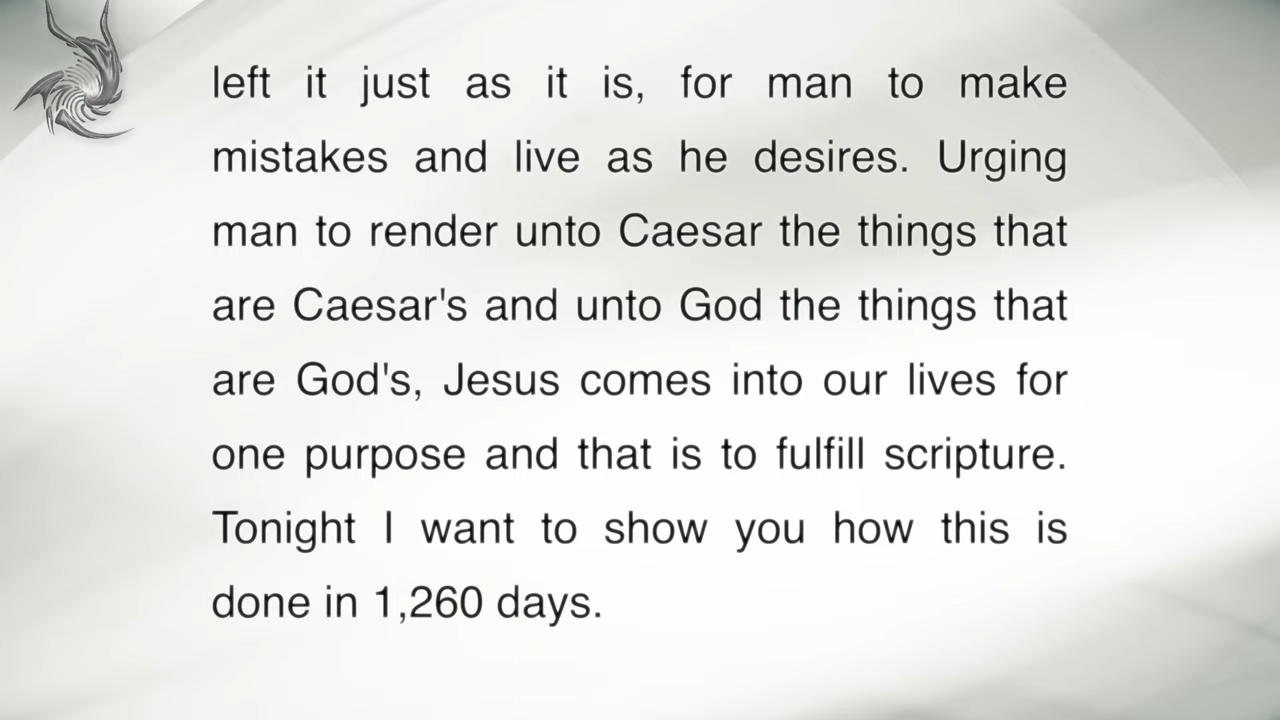 left it just as it is, for man to make
mistakes and live as he desires. Urging
man to render unto Caesar the things that
are Caesar's and unto God the things that
are God's, Jesus comes into our lives for
one purpose and that is to fulfill scripture.
Tonight I want to show you how this is
done in 1,260 days.